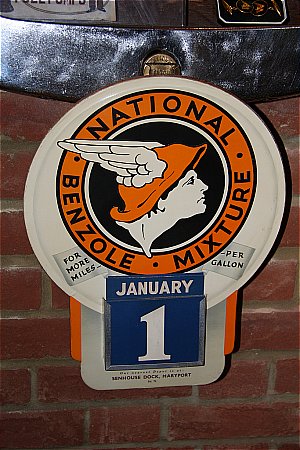 NATIONAL
BENZOLE • MIXTURE
FOR
MORE
MILES
PER
GALLON
JANUARY
1
SENHOUSE DOCK, MARYPORT